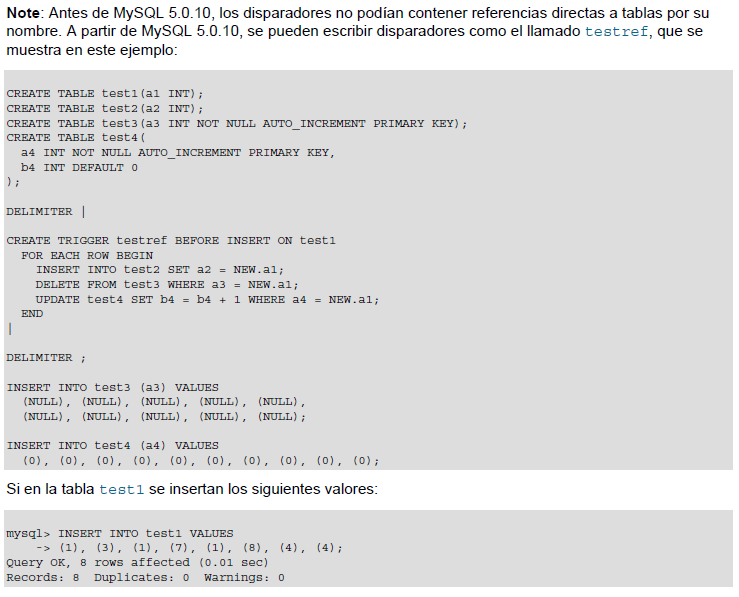 Note: Antes de MySQL 5.0.10, los disparadores no podían contener referencias directas a tablas por su
nombre. A partir de MySQL 5.0.10, se pueden escribir disparadores como el llamado testref, que se
muestra en este ejemplo:
CREATE TABLE test1(a1 INT);
CREATE TABLE test2(a2 INT);
CREATE TABLE test3(a3 INT NOT NULL AUTO_INCREMENT PRIMARY KEY);
CREATE TABLE test4(
  a4 INT NOT NULL AUTO_INCREMENT PRIMARY KEY,
  b4 INT DEFAULT 0
);
DELIMITER |
CREATE TRIGGER testref BEFORE INSERT ON test1
  FOR EACH ROW BEGIN
    INSERT INTO test2 SET a2 = NEW.a1;
    DELETE FROM test3 WHERE a3 = NEW.a1;
    UPDATE test4 SET b4 = b4 + 1 WHERE a4 = NEW.a1;
  END
|
DELIMITER ;
INSERT INTO test3 (a3) VALUES
  (NULL), (NULL), (NULL), (NULL), (NULL),
  (NULL), (NULL), (NULL), (NULL), (NULL);
INSERT INTO test4 (a4) VALUES
  (0), (0), (0), (0), (0), (0), (0), (0), (0), (0);
Si en la tabla test1 se insertan los siguientes valores:
mysql> INSERT INTO test1 VALUES
    -> (1), (3), (1), (7), (1), (8), (4), (4);
Query OK, 8 rows affected (0.01 sec)
Records: 8  Duplicates: 0  Warnings: 0